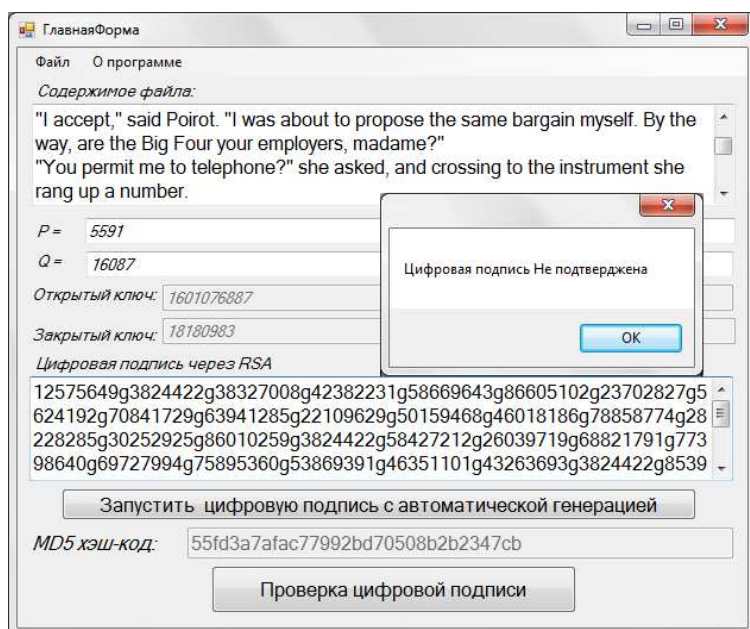 ГлавнаяФорма
Файл О программе
Содержимое файла:
"I accept," said Poirot. "I was about to propose the same bargain myself. By the
way, are the Big Four your employers, madame?"
"You permit me to telephone?" she asked, and crossing to the instrument she
rang up a number.
P = 5591
Q = 16087
Цифровая подпись Не подтверждена
OK
Открытый ключ: 1601076887
Закрытый ключ: 18180983
Цифровая подпись через RSA
12575649g3824422g38327008g42382231g58669643g86605102g23702827g5
624192g70841729g63941285g22109629g50159468g46018186g78858774g28
228285g30252925g86010259g3824422g58427212g26039719g68821791g773
98640g69727994g75895360g53869391g46351101g43263693g3824422g8539
Запустить цифровую подпись с автоматической генерацией
MD5 хэш-код: 55fd3a7afac77992bd70508b2b2347cb
Проверка цифровой подписи